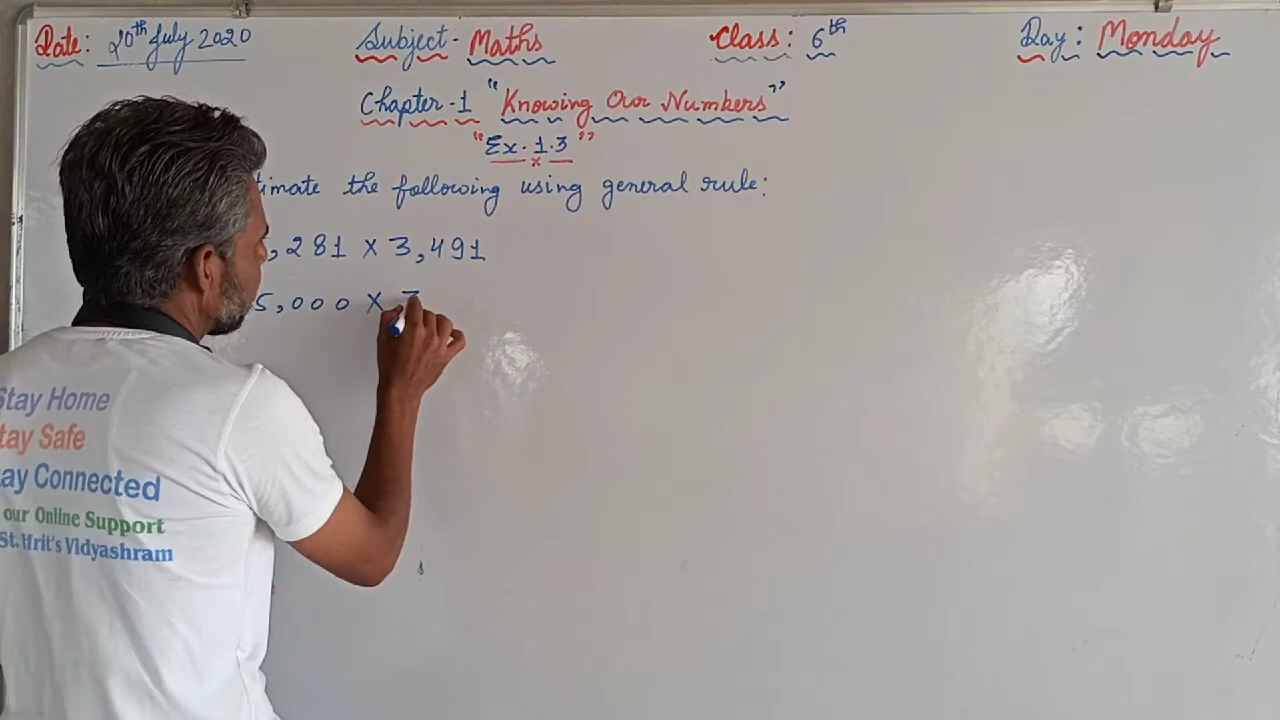 Date: 20th July 2020 Subject- Maths Class: 6th Day: Monday
Chapter-1 "Knowing Our Numbers"
"Ex. 1.3"
timate the following using general rule:
,281 X 3,491
5,000 X 3
Stay Home
tay Safe
tay Connected
our Online Support
St. Hrit's Vidyashram